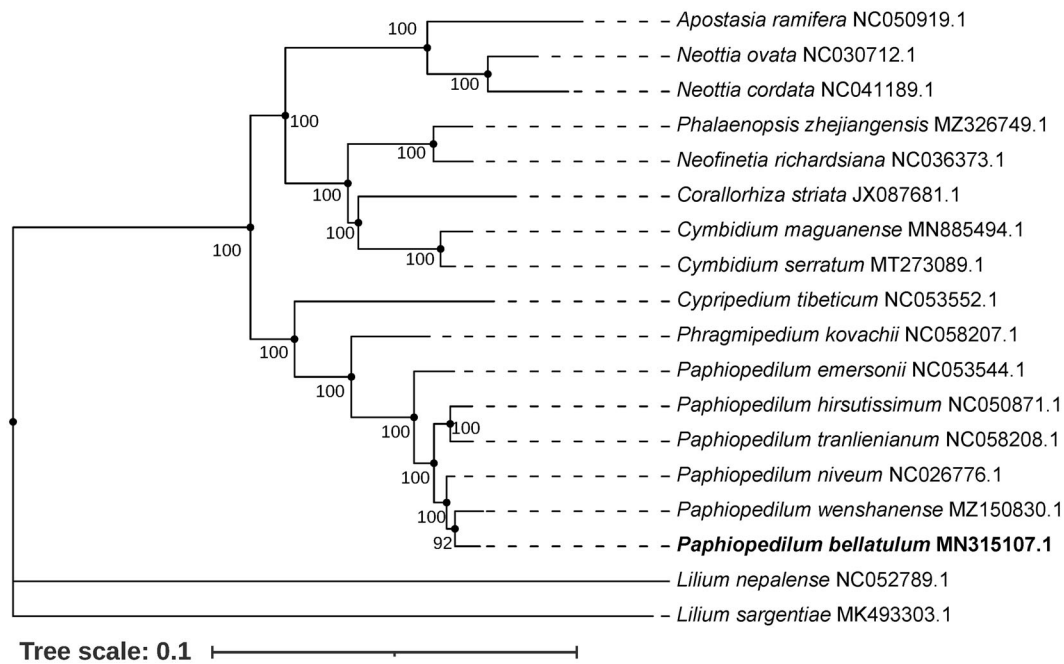 100
Apostasia ramifera NC050919.1
Neottia ovata NC030712.1
100
Neottia cordata NC041189.1
100
Phalaenopsis zhejiangensis MZ326749.1
100
Neofinetia richardsiana NC036373.1
100
Corallorhiza striata JX087681.1
100
Cymbidium maguanense MN885494.1
100
100
Cymbidium serratum MT273089.1
Cypripedium tibeticum NC053552.1
100
Phragmipedium kovachii NC058207.1
100
Paphiopedilum emersonii NC053544.1
Paphiopedilum hirsutissimum NC050871.1
100
100
Paphiopedilum tranlienianum NC058208.1
100
Paphiopedilum niveum NC026776.1
100
Paphiopedilum wenshanense MZ150830.1
92
Paphiopedilum bellatulum MN315107.1
Lilium nepalense NC052789.1
Lilium sargentiae MK493303.1
Tree scale: 0.1